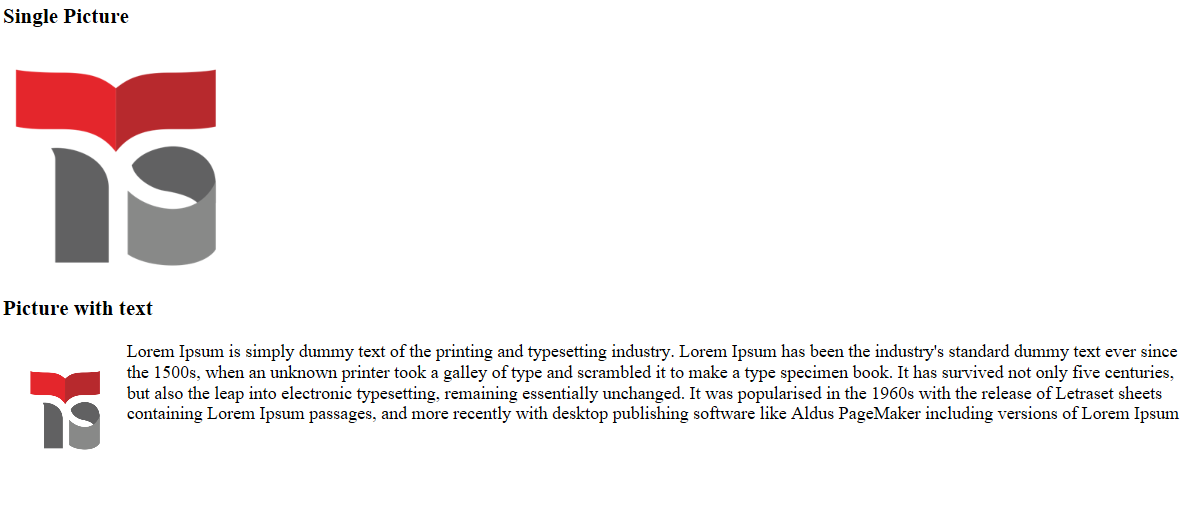 Single Picture
Picture with text
Lorem Ipsum is simply dummy text of the printing and typesetting industry. Lorem Ipsum has been the industry's standard dummy text ever since
the 1500s, when an unknown printer took a galley of type and scrambled it to make a type specimen book. It has survived not only five centuries,
but also the leap into electronic typesetting, remaining essentially unchanged. It was popularised in the 1960s with the release of Letraset sheets
containing Lorem Ipsum passages, and more recently with desktop publishing software like Aldus PageMaker including versions of Lorem Ipsum